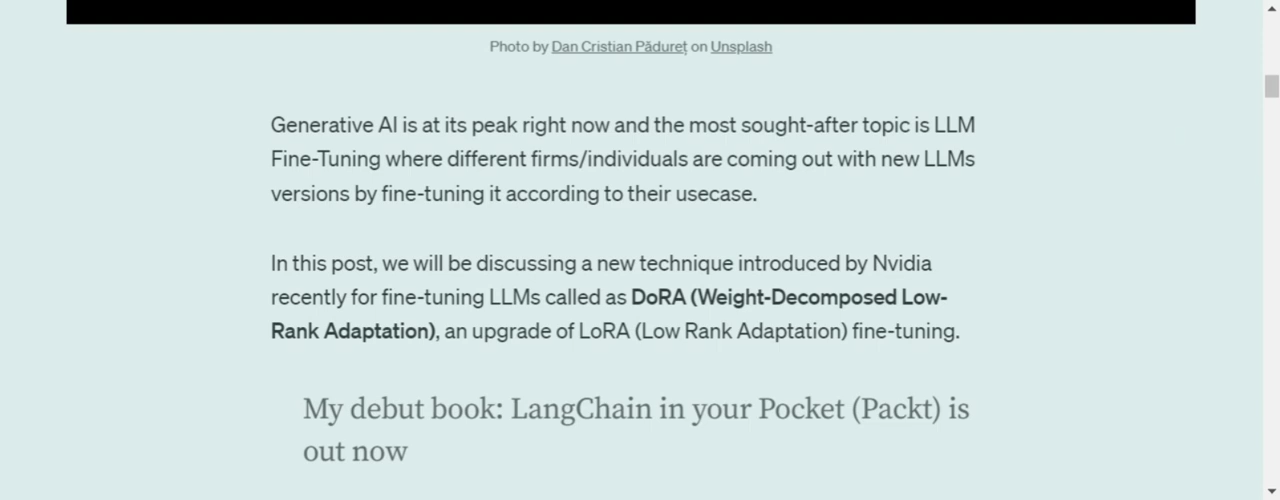 Photo by Dan Cristian Pădureț on Unsplash
Generative AI is at its peak right now and the most sought-after topic is LLM
Fine-Tuning where different firms/individuals are coming out with new LLMs
versions by fine-tuning it according to their usecase.
In this post, we will be discussing a new technique introduced by Nvidia
recently for fine-tuning LLMs called as DoRA (Weight-Decomposed Low-
Rank Adaptation), an upgrade of LoRA (Low Rank Adaptation) fine-tuning.
My debut book: LangChain in your Pocket (Packt) is
out now